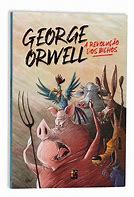 GEORGE
ORWELL
A REVOLUÇÃO
DOS BICHOS